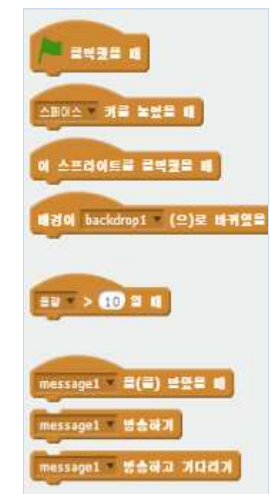 클릭했을 때
스페이스 키를 눌렀을 때
이 스프라이트를 클릭했을 때
배경이 backdrop1 (으)로 바뀌었을
음량 > 10 일 때
message1 을(를) 받았을 때
message1 방송하기
message1 방송하고 기다리기